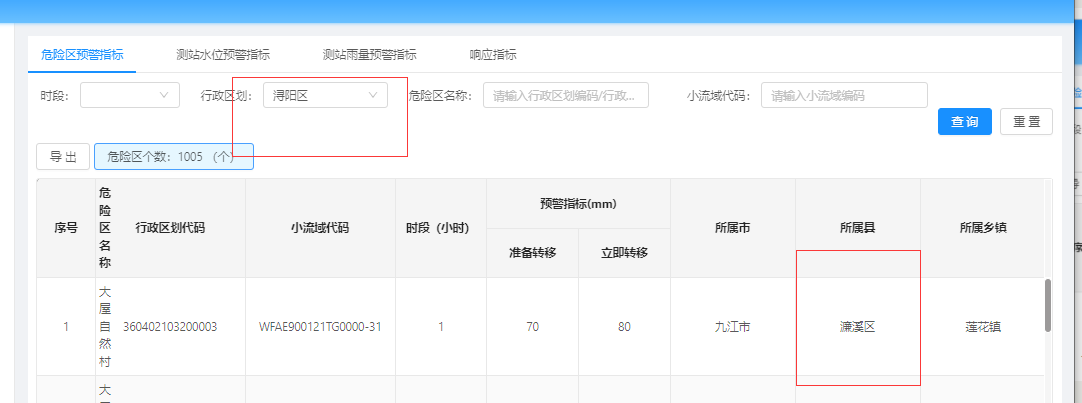 危险区预警指标 测站水位预警指标 测站雨量预警指标 响应指标
时段: 行政区划: 浔阳区 危险区名称: 请输入行政区划编码/行政... 小流域代码: 请输入小流域编码
查 询 重 置
导 出 危险区个数: 1005 (个)
序号 危险区名称 行政区划代码 小流域代码 时段 (小时) 预警指标(mm) 所属市 所属县 所属乡镇
准备转移 立即转移
1 大屋自然村 360402103200003 WFAE900121TG0000-31 1 70 80 九江市 濂溪区 莲花镇
大